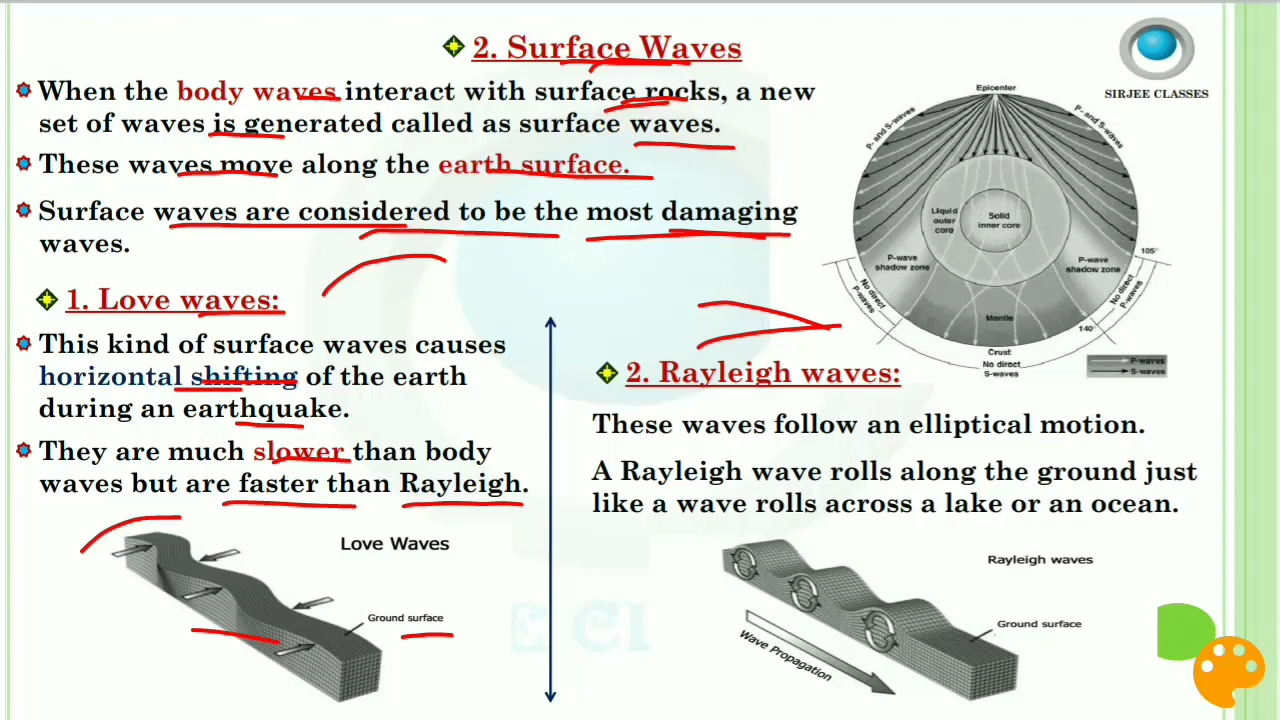 2. Surface Waves
When the body waves interact with surface rocks, a new
set of waves is generated called as surface waves.
These waves move along the earth surface.
Surface waves are considered to be the most damaging
waves.
SIRJEE CLASSES
Epicenter
P- and S-waves
P- and S-waves
Liquid
outer
core
Solid
inner core
P-wave
shadow zone
P-wave
shadow zone
105°
No direct
P-waves
No direct
P-waves
Mantle
140°
Crust
No direct
S-waves
P-waves
S-waves
1. Love waves:
This kind of surface waves causes
horizontal shifting of the earth
during an earthquake.
They are much slower than body
waves but are faster than Rayleigh.
Love Waves
Ground surface
2. Rayleigh waves:
These waves follow an elliptical motion.
A Rayleigh wave rolls along the ground just
like a wave rolls across a lake or an ocean.
Rayleigh waves
Ground surface
Wave Propagation